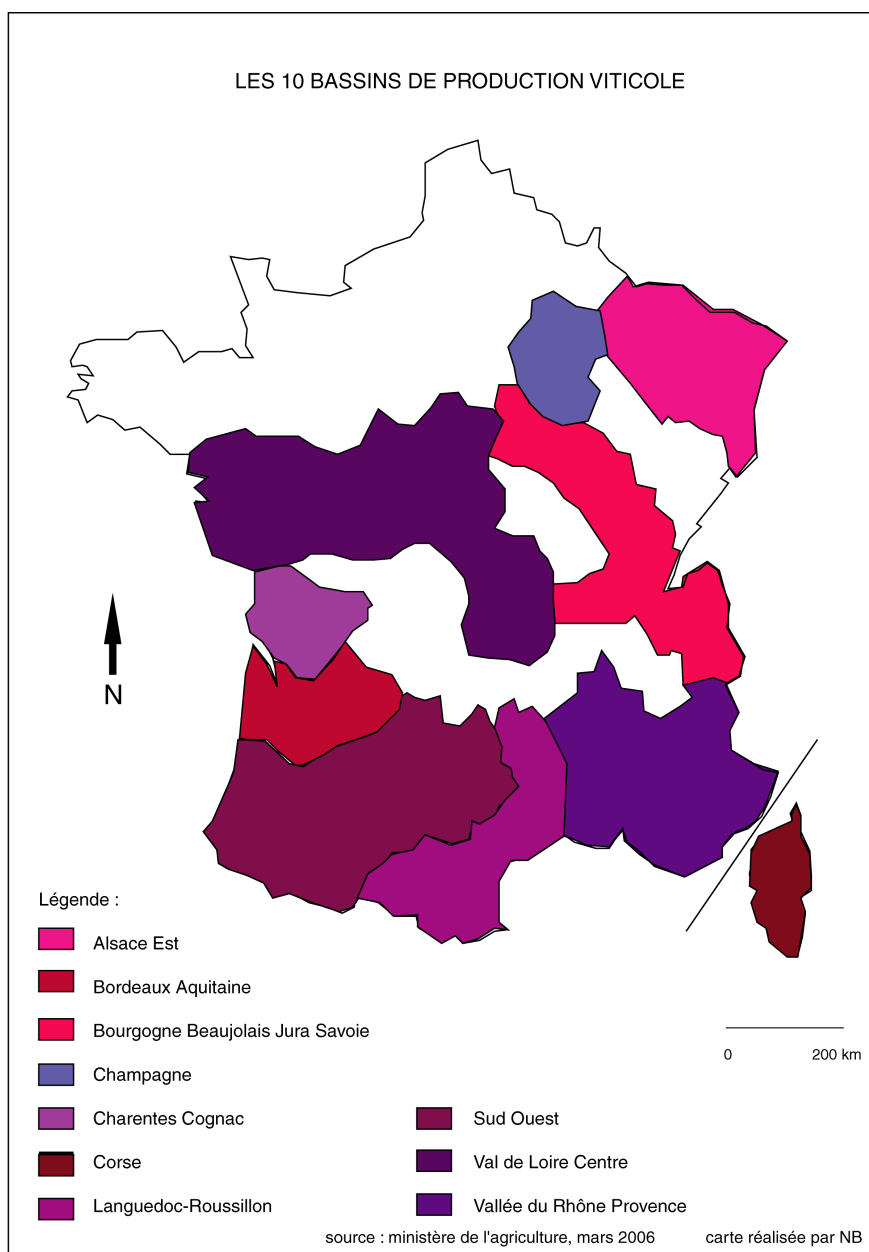 LES 10 BASSINS DE PRODUCTION VITICOLE
N
Légende :
Alsace Est
Bordeaux Aquitaine
Bourgogne Beaujolais Jura Savoie
Champagne
Charentes Cognac
Corse
Languedoc-Roussillon
Sud Ouest
Val de Loire Centre
Vallée du Rhône Provence
0 200 km
source : ministère de l'agriculture, mars 2006 carte réalisée par NB